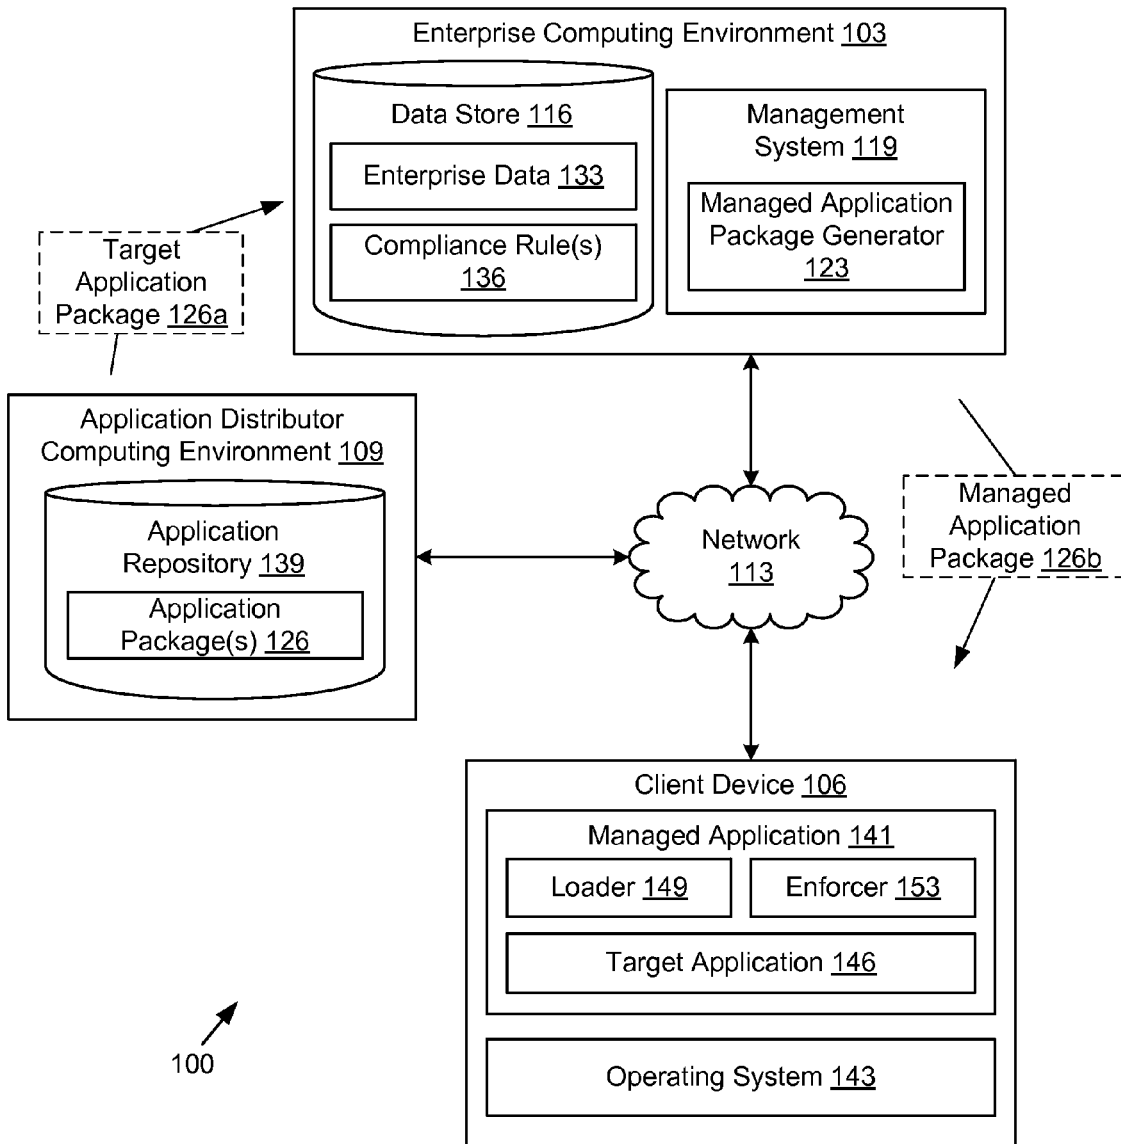 Enterprise Computing Environment 103
Data Store 116
Enterprise Data 133
Compliance Rule(s)
136
Management
System 119
Managed Application
Package Generator
123
Target
Application
Package 126a
Application Distributor
Computing Environment 109
Application
Repository 139
Application
Package(s) 126
Network
113
Managed
Application
Package 126b
Client Device 106
Managed Application 141
Loader 149
Enforcer 153
Target Application 146
Operating System 143
100